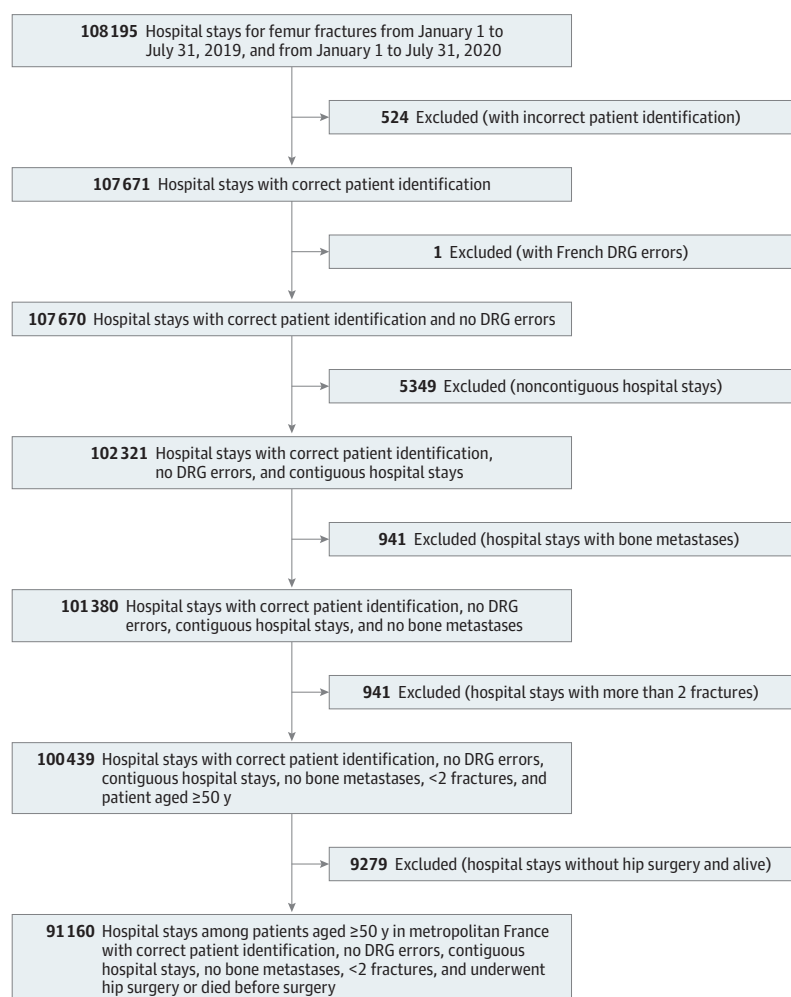 108195 Hospital stays for femur fractures from January 1 to
July 31, 2019, and from January 1 to July 31, 2020
524 Excluded (with incorrect patient identification)
107671 Hospital stays with correct patient identification
1 Excluded (with French DRG errors)
107670 Hospital stays with correct patient identification and no DRG errors
5349 Excluded (noncontiguous hospital stays)
102321 Hospital stays with correct patient identification,
no DRG errors, and contiguous hospital stays
941 Excluded (hospital stays with bone metastases)
101380 Hospital stays with correct patient identification, no DRG
errors, contiguous hospital stays, and no bone metastases
941 Excluded (hospital stays with more than 2 fractures)
100439 Hospital stays with correct patient identification, no DRG errors,
contiguous hospital stays, no bone metastases, <2 fractures, and
patient aged ≥50 y
9279 Excluded (hospital stays without hip surgery and alive)
91160 Hospital stays among patients aged ≥50 y in metropolitan France
with correct patient identification, no DRG errors, contiguous
hospital stays, no bone metastases, <2 fractures, and underwent
hip surgery or died before surgery